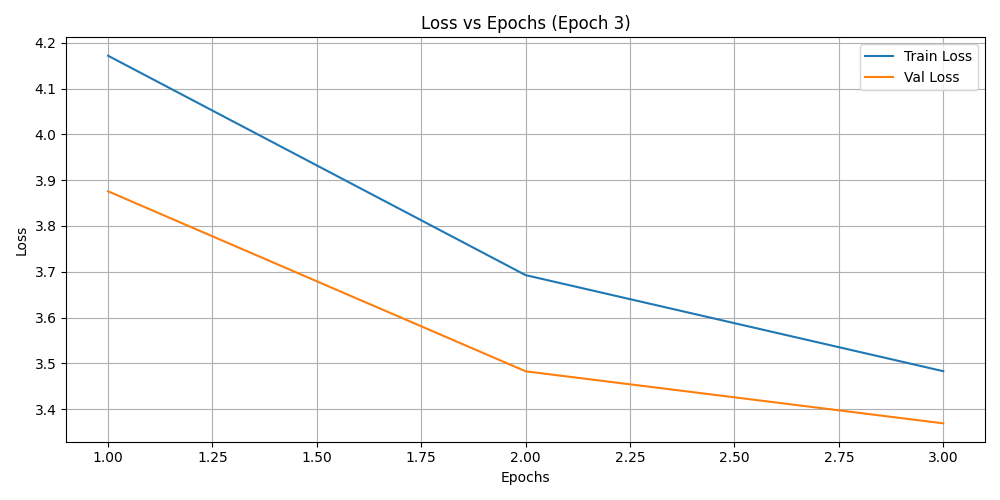 Loss vs Epochs (Epoch 3)
Train Loss
Val Loss
4.2
4.1
4.0
3.9
3.8
3.7
3.6
3.5
3.4
Loss
1.00 1.25 1.50 1.75 2.00 2.25 2.50 2.75 3.00
Epochs